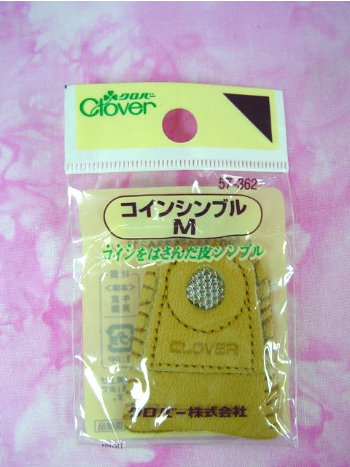 クロバー
Clover
57-362
コインシンブル
M
コインをはさんだ皮シンブル
CLOVER
クロバー株式会社